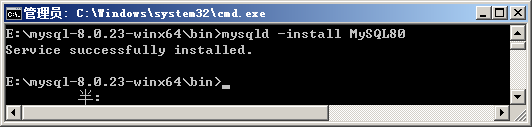 管理员: C:\Windows\system32\cmd.exe
E:\mysql-8.0.23-winx64\bin>mysqld -install MySQL80
Service successfully installed.
E:\mysql-8.0.23-winx64\bin>_
半: